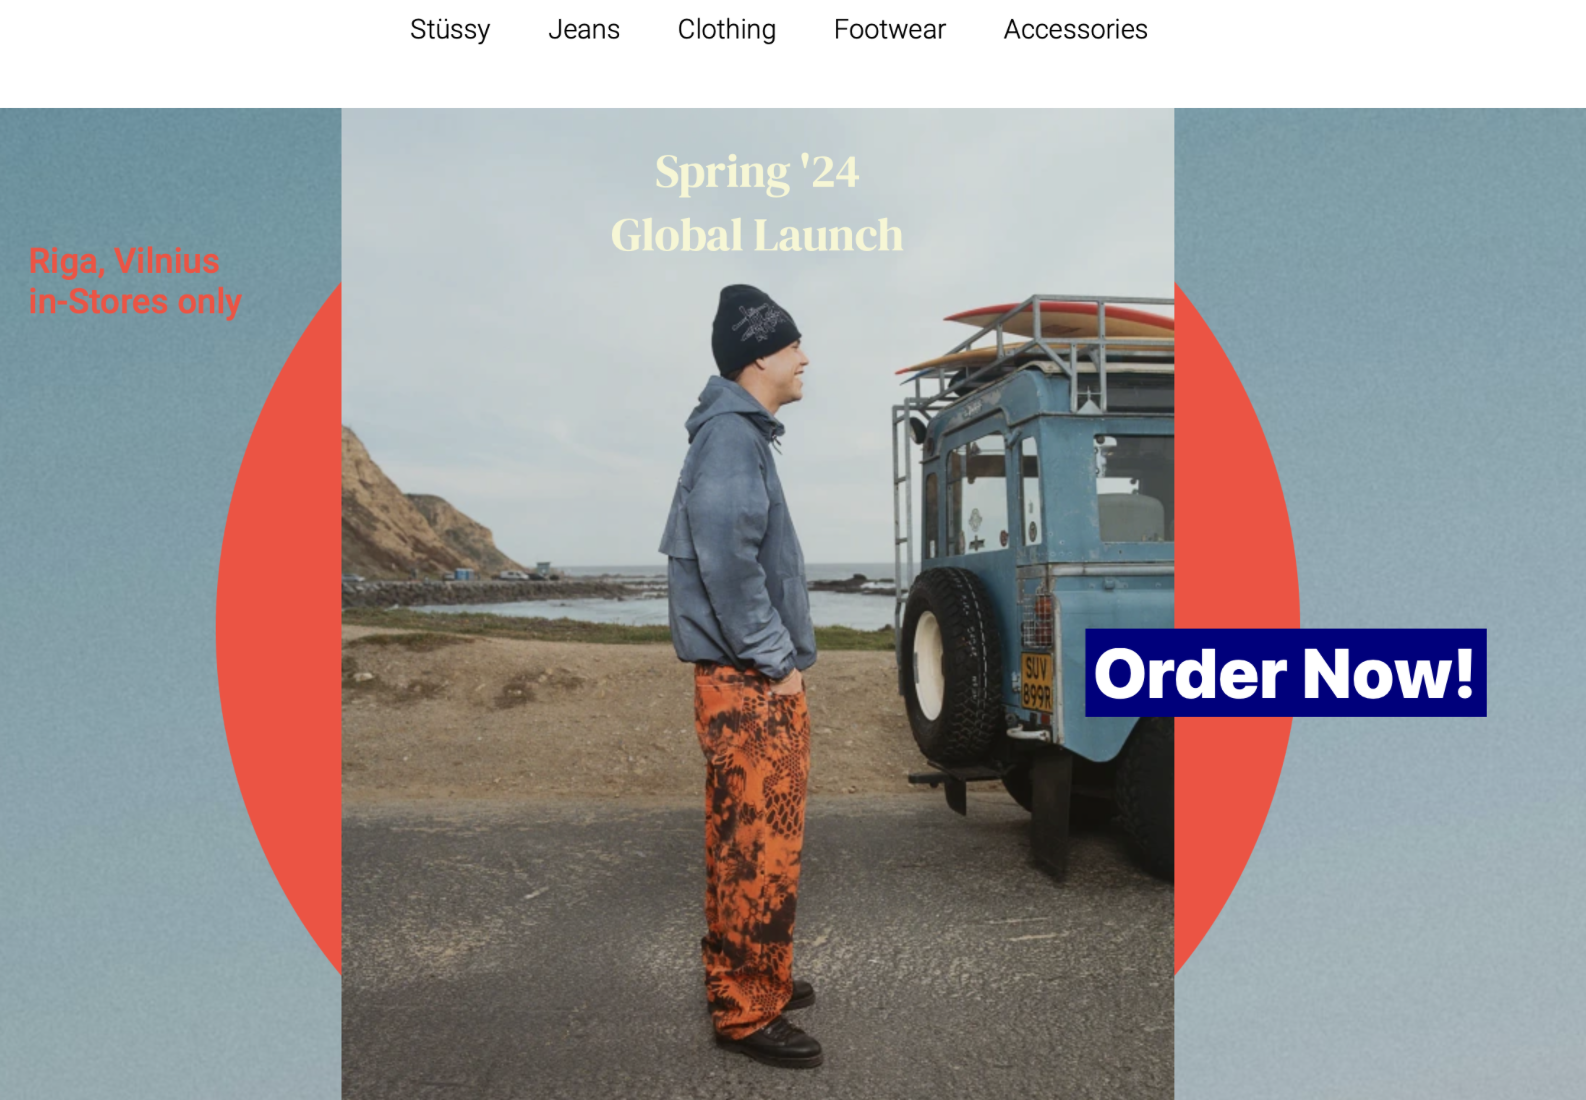 Stüssy Jeans Clothing Footwear Accessories
Spring '24
Global Launch
Riga, Vilnius
in-Stores only
SUV
899R
Order Now!